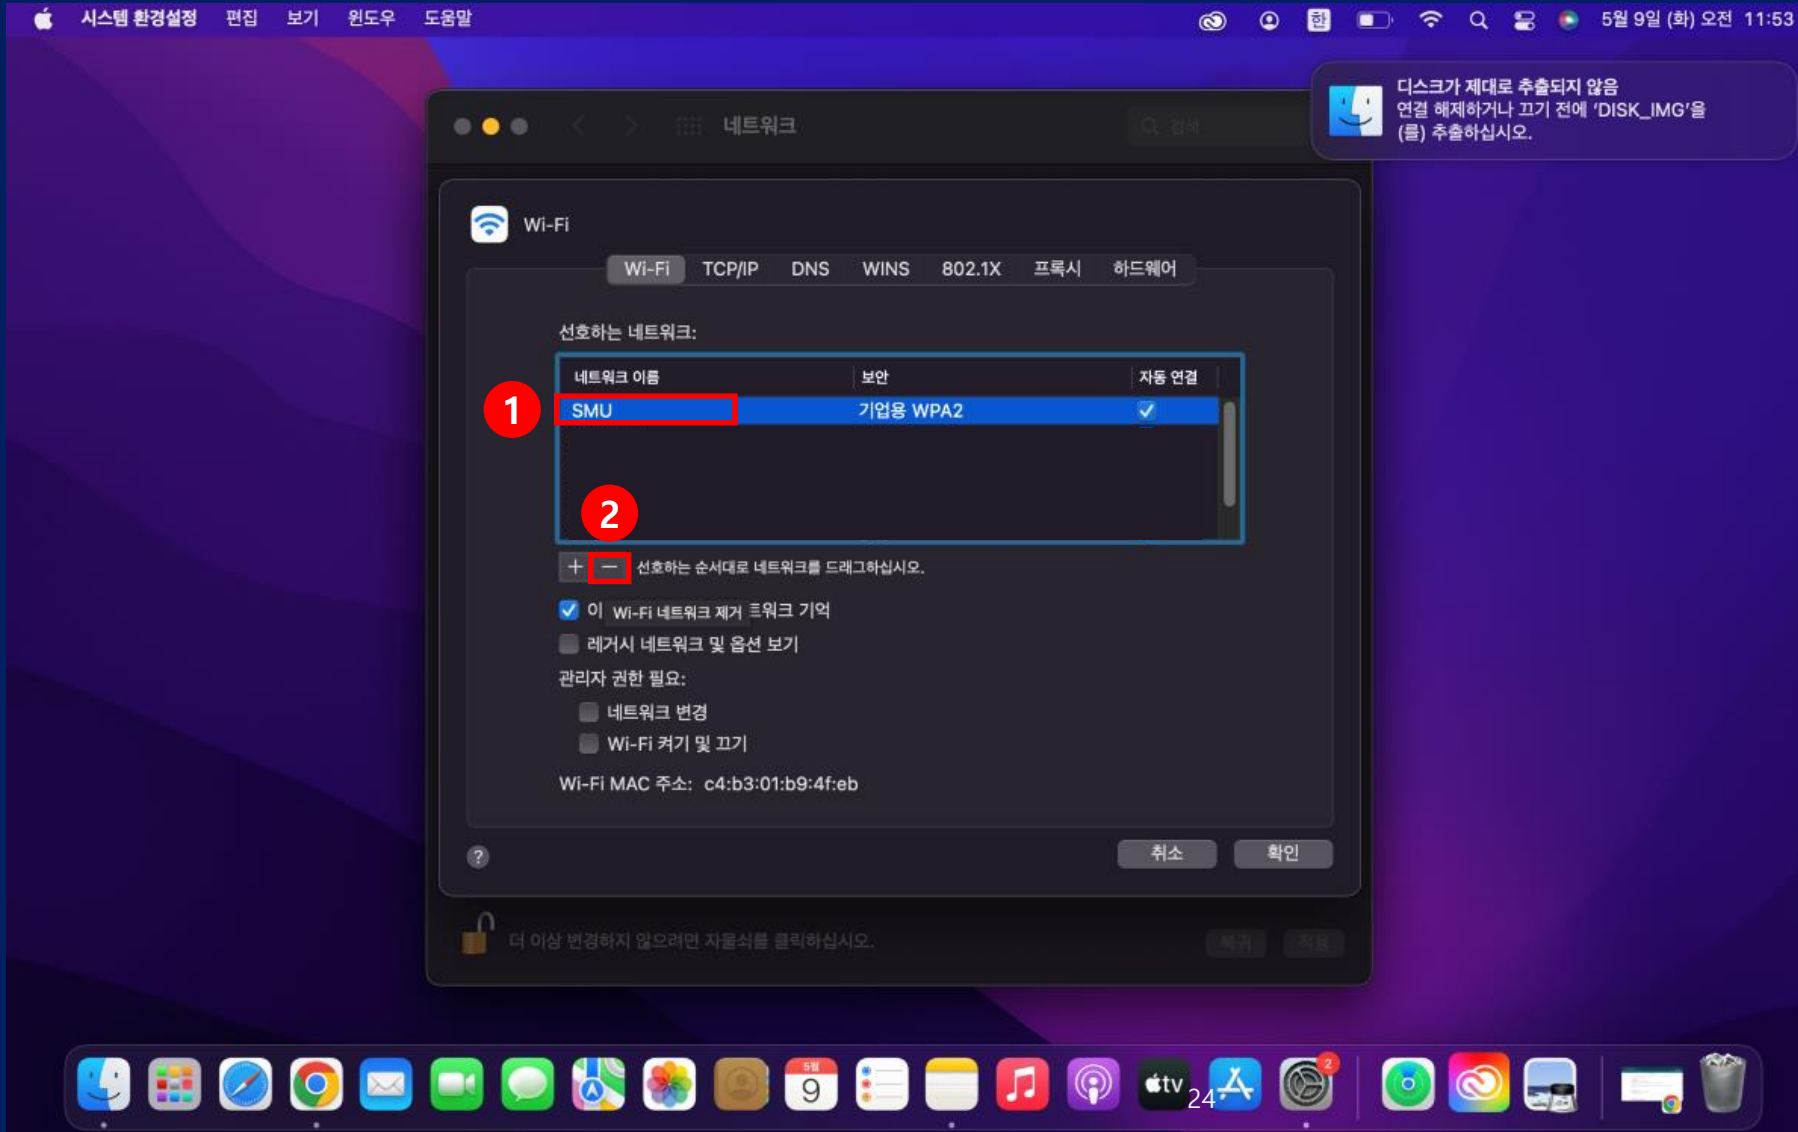 시스템 환경설정 편집 보기 윈도우 도움말 한 5월 9일 (화) 오전 11:53
디스크가 제대로 추출되지 않음
연결 해제하거나 끄기 전에 ‘DISK_IMG’을
(를) 추출하십시오.
네트워크 검색
Wi-Fi
Wi-Fi TCP/IP DNS WINS 802.1X 프록시 하드웨어
선호하는 네트워크:
네트워크 이름 보안 자동 연결
1 SMU 기업용 WPA2
2
+ − 선호하는 순서대로 네트워크를 드래그하십시오.
이 Wi-Fi 네트워크 제거 트워크 기억
레거시 네트워크 및 옵션 보기
관리자 권한 필요:
네트워크 변경
Wi-Fi 켜기 및 끄기
Wi-Fi MAC 주소: c4:b3:01:b9:4f:eb
? 취소 확인
더 이상 변경하지 않으려면 자물쇠를 클릭하십시오. 복귀 적용
5월
9
tv
24
2